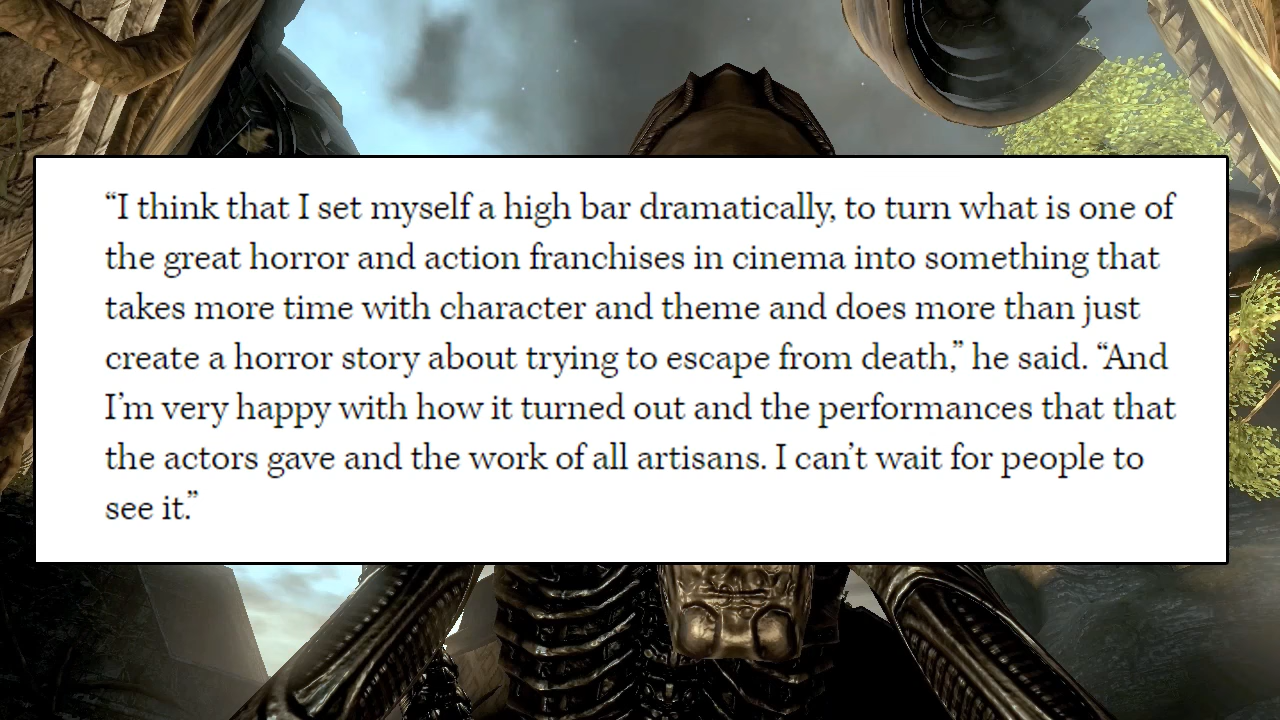 “I think that I set myself a high bar dramatically, to turn what is one of
the great horror and action franchises in cinema into something that
takes more time with character and theme and does more than just
create a horror story about trying to escape from death,” he said. “And
I’m very happy with how it turned out and the performances that that
the actors gave and the work of all artisans. I can’t wait for people to
see it.”